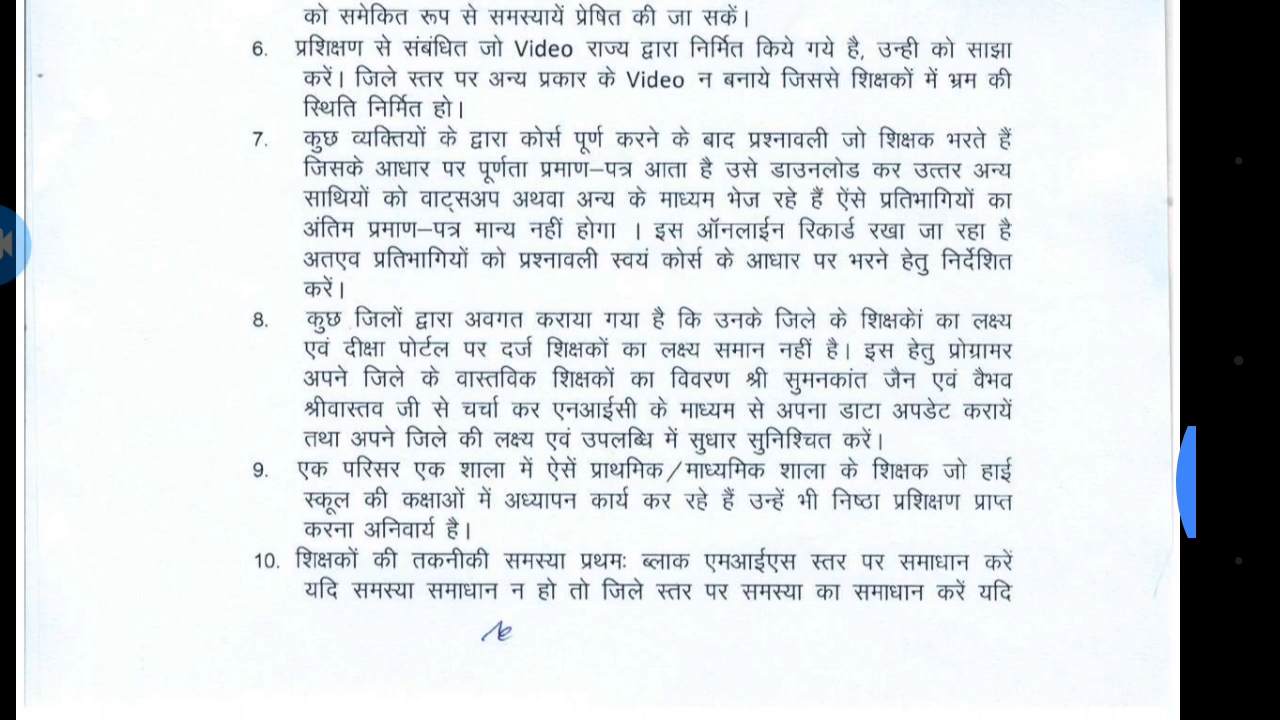 को समेकित रूप से समस्यायें प्रेषित की जा सकें।
6. प्रशिक्षण से संबंधित जो Video राज्य द्वारा निर्मित किये गये है, उन्ही को साझा
करें। जिले स्तर पर अन्य प्रकार के Video न बनाये जिससे शिक्षकों में भ्रम की
स्थिति निर्मित हो।
7. कुछ व्यक्तियों के द्वारा कोर्स पूर्ण करने के बाद प्रश्नावली जो शिक्षक भरते हैं
जिसके आधार पर पूर्णता प्रमाण–पत्र आता है उसे डाउनलोड कर उत्तर अन्य
साथियों को वाट्सअप अथवा अन्य के माध्यम भेज रहे हैं ऐंसे प्रतिभागियों का
अंतिम प्रमाण–पत्र मान्य नहीं होगा । इस ऑनलाईन रिकार्ड रखा जा रहा है
अतएव प्रतिभागियों को प्रश्नावली स्वयं कोर्स के आधार पर भरने हेतु निर्देशित
करें।
8. कुछ जिलों द्वारा अवगत कराया गया है कि उनके जिले के शिक्षकेां का लक्ष्य
एवं दीक्षा पोर्टल पर दर्ज शिक्षकों का लक्ष्य समान नहीं है। इस हेतु प्रोग्रामर
अपने जिले के वास्तविक शिक्षकों का विवरण श्री सुमनकांत जैन एवं वैभव
श्रीवास्तव जी से चर्चा कर एनआईसी के माध्यम से अपना डाटा अपडेट करायें
तथा अपने जिले की लक्ष्य एवं उपलब्धि में सुधार सुनिश्चित करें।
9. एक परिसर एक शाला में ऐसें प्राथमिक/माध्यमिक शाला के शिक्षक जो हाई
स्कूल की कक्षाओं में अध्यापन कार्य कर रहे हैं उन्हें भी निष्ठा प्रशिक्षण प्राप्त
करना अनिवार्य है।
10. शिक्षकों की तकनीकी समस्या प्रथमः ब्लाक एमआईएस स्तर पर समाधान करें
यदि समस्या समाधान न हो तो जिले स्तर पर समस्या का समाधान करें यदि